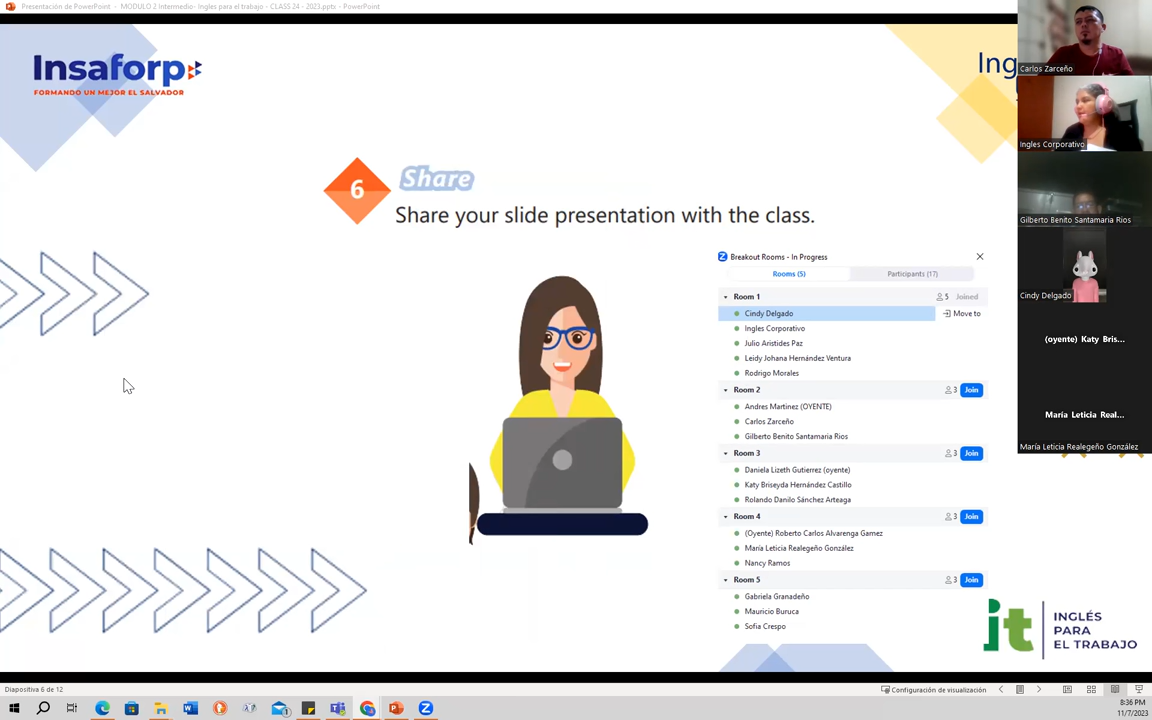 Presentación de PowerPoint - MODULO 2 Intermedio- Ingles para el trabajo - CLASS 24 - 2023.pptx - PowerPoint
Insaforp
FORMANDO UN MEJOR EL SALVADOR
Ing
6
Share
Share your slide presentation with the class.
Carlos Zarceño
Ingles Corporativo
Gilberto Benito Santamaria Rios
Cindy Delgado
(oyente) Katy Bris...
María Leticia Real...
María Leticia Realegeño González
Breakout Rooms - In Progress
Rooms (5)
Participants (17)
Room 1 5 Joined
Cindy Delgado Move to
Ingles Corporativo
Julio Aristides Paz
Leidy Johana Hernández Ventura
Rodrigo Morales
Room 2 3 Join
Andres Martinez (OYENTE)
Carlos Zarceño
Gilberto Benito Santamaria Rios
Room 3 3 Join
Daniela Lizeth Gutierrez (oyente)
Katy Briseyda Hernández Castillo
Rolando Danilo Sánchez Arteaga
Room 4 3 Join
(Oyente) Roberto Carlos Alvarenga Gamez
María Leticia Realegeño González
Nancy Ramos
Room 5 3 Join
Gabriela Granadeño
Mauricio Buruca
Sofia Crespo
it
INGLÉS
PARA
EL TRABAJO
Diapositiva 6 de 12
Configuración de visualización
8:36 PM
11/7/2023